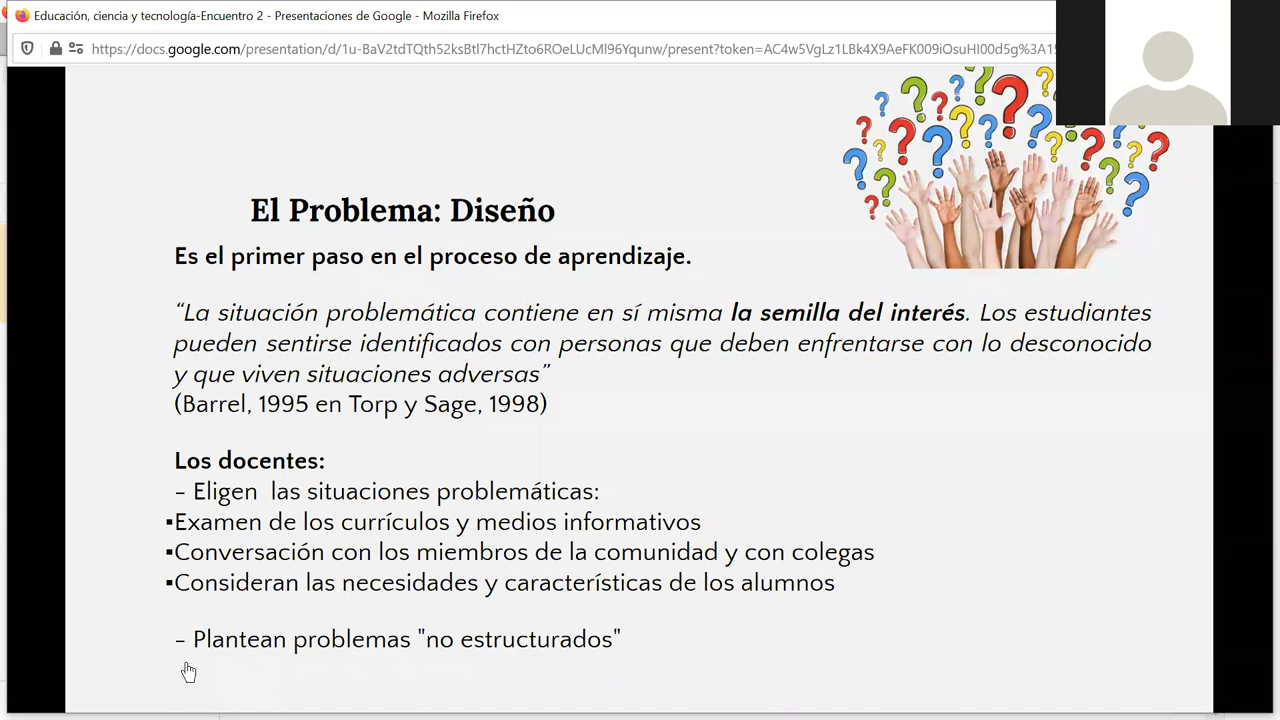 Educación, ciencia y tecnología-Encuentro 2 - Presentaciones de Google - Mozilla Firefox
https://docs.google.com/presentation/d/1u-BaV2tdTQth52ksBtl7hctHZto6ROeLUcMl96Yqunw/present?token=AC4w5VgLz1LBk4X9AeFK009iOsuHI00d5g%3A15
El Problema: Diseño
Es el primer paso en el proceso de aprendizaje.
“La situación problemática contiene en sí misma la semilla del interés. Los estudiantes
pueden sentirse identificados con personas que deben enfrentarse con lo desconocido
y que viven situaciones adversas”
(Barrel, 1995 en Torp y Sage, 1998)
Los docentes:
- Eligen las situaciones problemáticas:
▪Examen de los currículos y medios informativos
▪Conversación con los miembros de la comunidad y con colegas
▪Consideran las necesidades y características de los alumnos
- Plantean problemas "no estructurados"